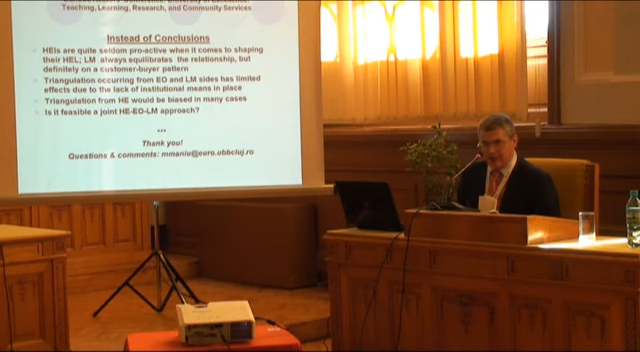 University of Excellence:
Teaching, Learning, Research, and Community Services
Instead of Conclusions
HEIs are quite seldom pro-active when it comes to shaping
their HEL; LM always equilibrates the relationship, but
definitely on a customer-buyer pattern
Triangulation occurring from EO and LM sides has limited
effects due to the lack of institutional means in place
Triangulation from HE would be biased in many cases
Is it feasible a joint HE-EO-LM approach?
***
Thank you!
Questions & comments: mmaniu@euro.ubbcluj.ro